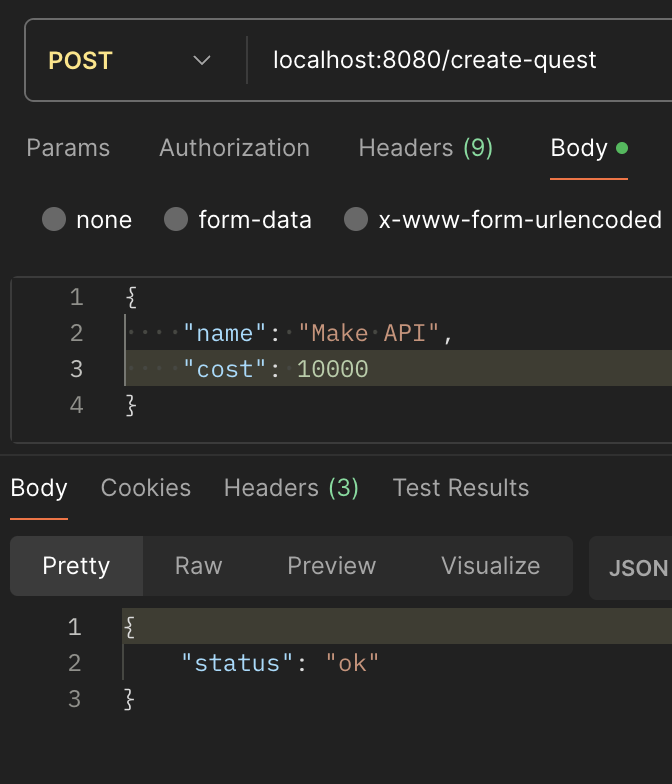 POST localhost:8080/create-quest
Params Authorization Headers (9) Body
none form-data x-www-form-urlencoded
1 {
2 "name": "Make API",
3 "cost": 10000
4 }
Body Cookies Headers (3) Test Results
Pretty Raw Preview Visualize JSON
1 {
2 "status": "ok"
3 }